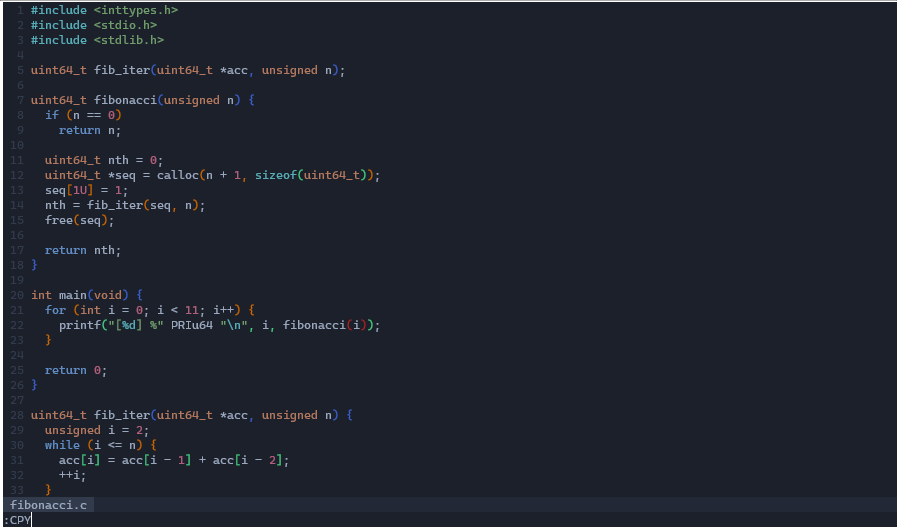 1 #include <inttypes.h>
2 #include <stdio.h>
3 #include <stdlib.h>
4
5 uint64_t fib_iter(uint64_t *acc, unsigned n);
6
7 uint64_t fibonacci(unsigned n) {
8   if (n == 0)
9     return n;
10
11   uint64_t nth = 0;
12   uint64_t *seq = calloc(n + 1, sizeof(uint64_t));
13   seq[1U] = 1;
14   nth = fib_iter(seq, n);
15   free(seq);
16
17   return nth;
18 }
19
20 int main(void) {
21   for (int i = 0; i < 11; i++) {
22     printf("[%d] %" PRIu64 "\n", i, fibonacci(i));
23   }
24
25   return 0;
26 }
27
28 uint64_t fib_iter(uint64_t *acc, unsigned n) {
29   unsigned i = 2;
30   while (i <= n) {
31     acc[i] = acc[i - 1] + acc[i - 2];
32     ++i;
33   }
fibonacci.c
:CPY